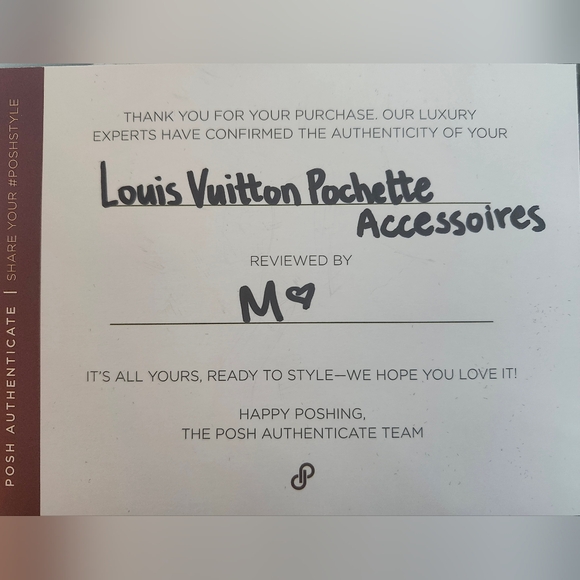 THANK YOU FOR YOUR PURCHASE. OUR LUXURY
EXPERTS HAVE CONFIRMED THE AUTHENTICITY OF YOUR
Louis Vuitton Pochette
Accessoires
REVIEWED BY
M♡
IT'S ALL YOURS, READY TO STYLE—WE HOPE YOU LOVE IT!
HAPPY POSHING,
THE POSH AUTHENTICATE TEAM
POSH AUTHENTICATE | SHARE YOUR #POSHSTYLE